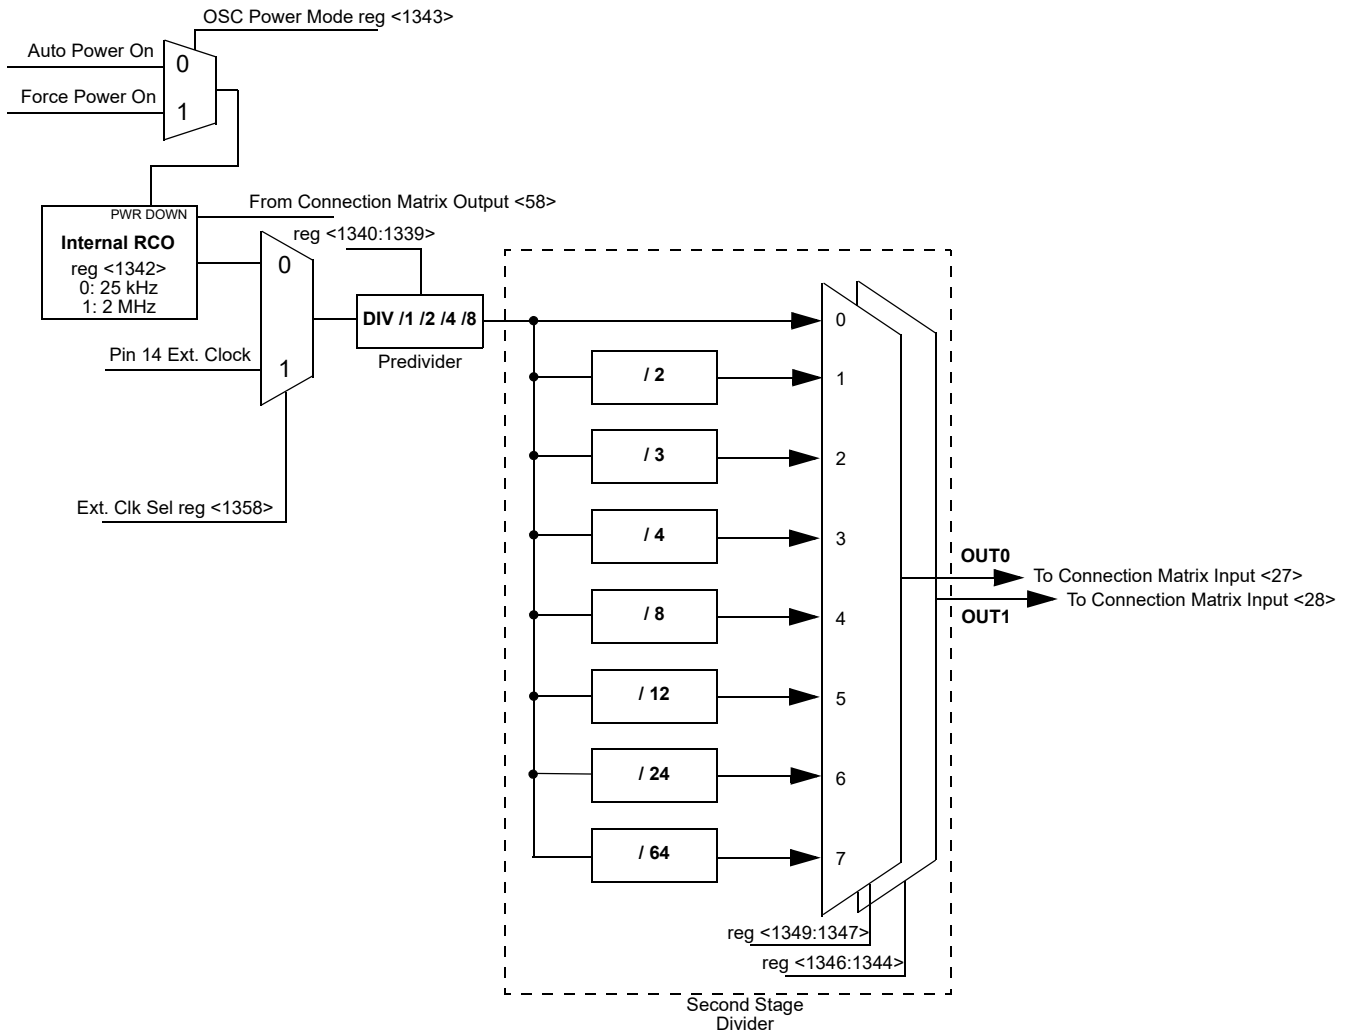 OSC Power Mode reg <1343>
Auto Power On
0
Force Power On
1
PWR DOWN
From Connection Matrix Output <58>
Internal RCO
reg <1342>
0: 25 kHz
1: 2 MHz
reg <1340:1339>
0
DIV /1 /2 /4 /8
Predivider
Pin 14 Ext. Clock
1
Ext. Clk Sel reg <1358>
0
/ 2
1
/ 3
2
/ 4
3
/ 8
4
/ 12
5
/ 24
6
/ 64
7
OUT0
To Connection Matrix Input <27>
To Connection Matrix Input <28>
OUT1
reg <1349:1347>
reg <1346:1344>
Second Stage
Divider